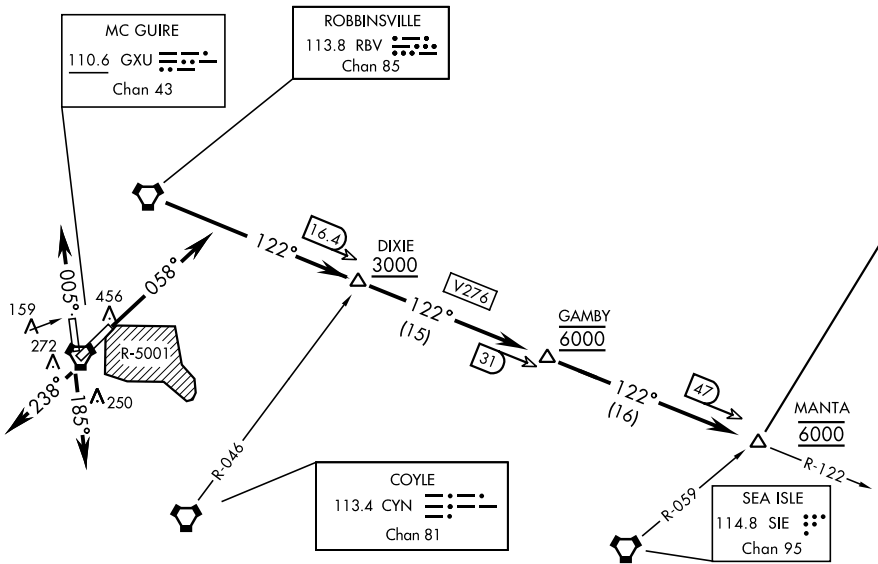 MC GUIRE
110.6 GXU
Chan 43
ROBBINSVILLE
113.8 RBV
Chan 85
122°
16.4
DIXIE
3000
V276
122°
(15)
31
GAMBY
6000
122°
(16)
47
MANTA
6000
R-122
005°
058°
159
456
272
R-5001
250
238°
185°
R-046
COYLE
113.4 CYN
Chan 81
R-059
SEA ISLE
114.8 SIE
Chan 95